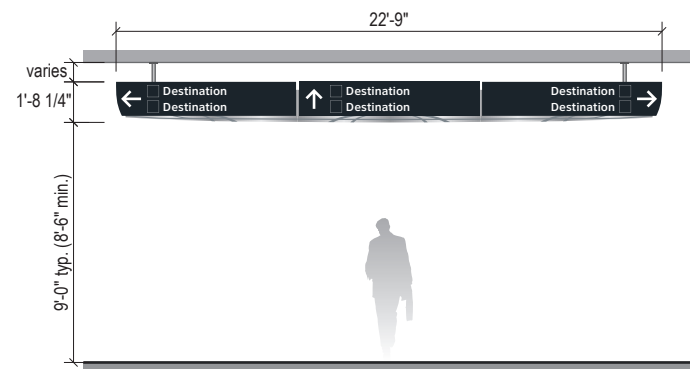 22'-9"
varies
1'-8 1/4"
Destination
Destination
Destination
Destination
Destination
Destination
9'-0" typ. (8'-6" min.)